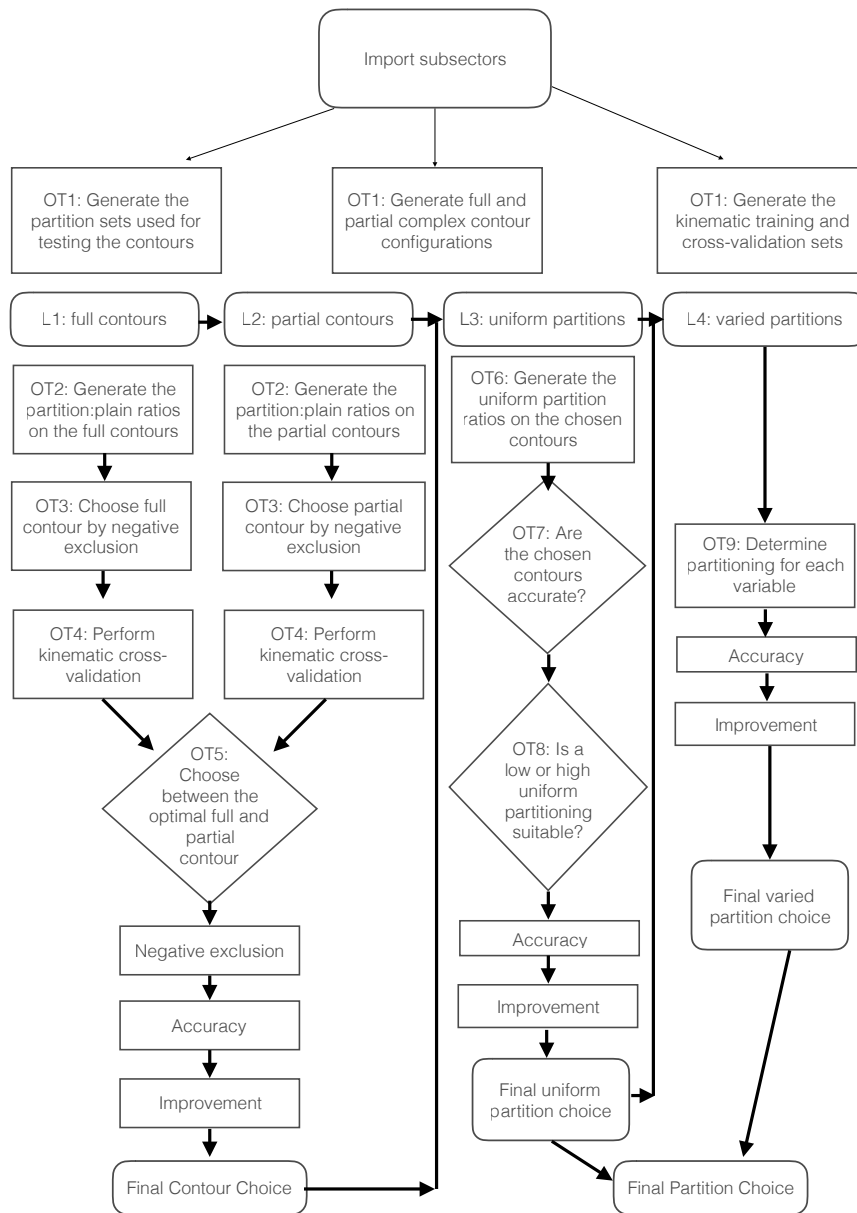 Import subsectors
OT1: Generate the
partition sets used for
testing the contours
OT1: Generate full and
partial complex contour
configurations
OT1: Generate the
kinematic training and
cross-validation sets
L1: full contours
L2: partial contours
L3: uniform partitions
L4: varied partitions
OT2: Generate the
partition:plain ratios
on the full contours
OT3: Choose full
contour by negative
exclusion
OT4: Perform
kinematic cross-
validation
OT2: Generate the
partition:plain ratios on
the partial contours
OT3: Choose partial
contour by negative
exclusion
OT4: Perform
kinematic cross-
validation
OT5:
Choose
between the
optimal full and
partial
contour
Negative exclusion
Accuracy
Improvement
Final Contour Choice
OT6: Generate the
uniform partition
ratios on the chosen
contours
OT7: Are
the chosen
contours
accurate?
OT8: Is a
low or high
uniform
partitioning
suitable?
Accuracy
Improvement
Final uniform
partition choice
OT9: Determine
partitioning for each
variable
Accuracy
Improvement
Final varied
partition choice
Final Partition Choice